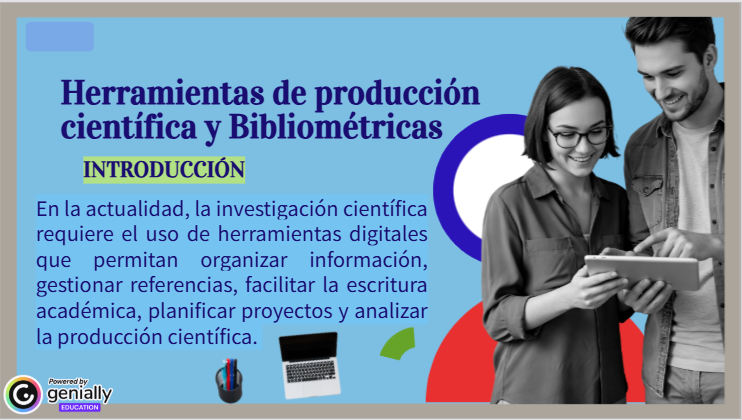 Herramientas de producción
científica y Bibliométricas
INTRODUCCIÓN
En la actualidad, la investigación científica
requiere el uso de herramientas digitales
que permitan organizar información,
gestionar referencias, facilitar la escritura
académica, planificar proyectos y analizar
la producción científica.
Powered by
genially
EDUCATION